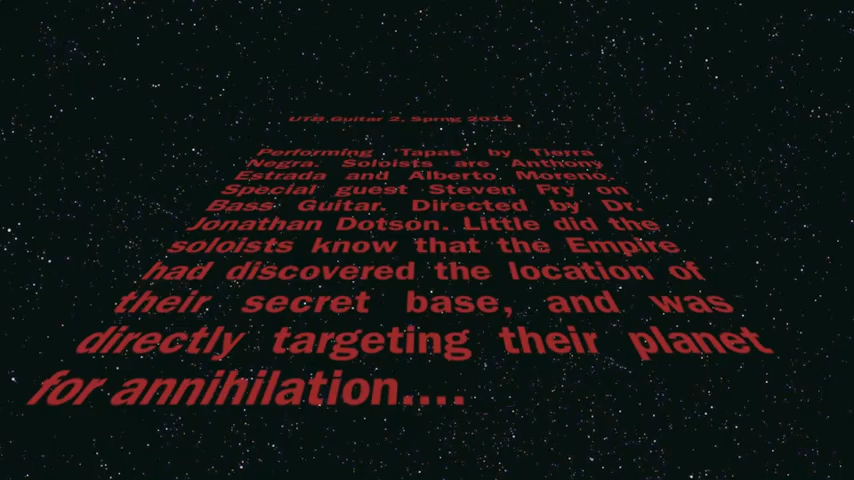 UTB Guitar 2, Sprng 2012
Performing 'Tapas' by Tierra
Negra. Soloists are Anthony
Estrada and Alberto Moreno.
Special guest Steven Fry on
Bass Guitar. Directed by Dr.
Jonathan Dotson. Little did the
soloists know that the Empire
had discovered the location of
their secret base, and was
directly targeting their planet
for annihilation....